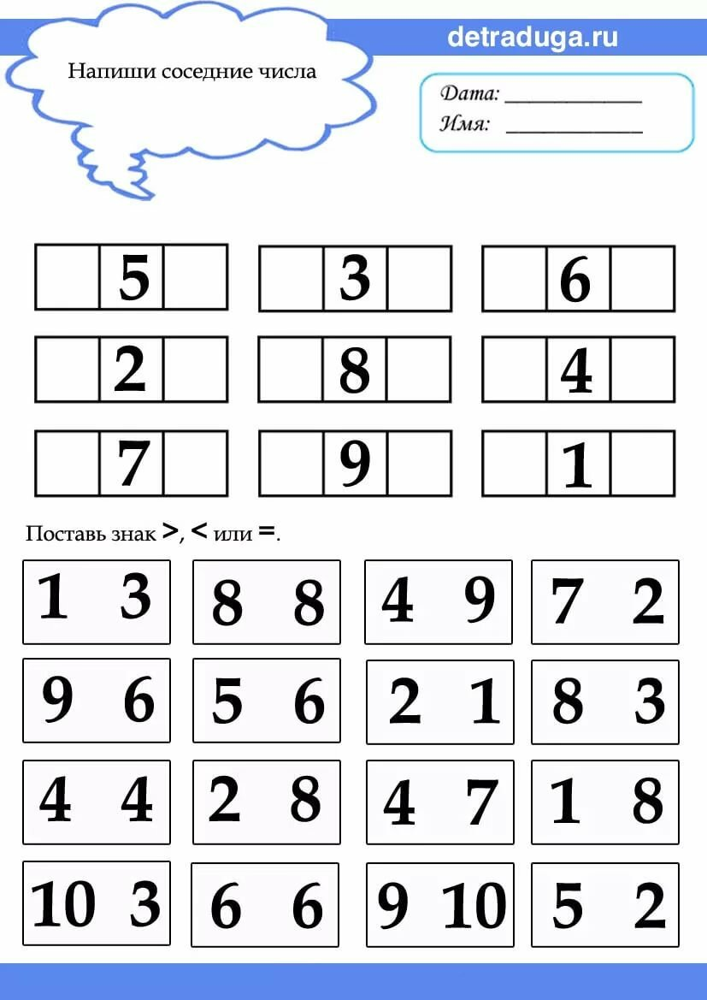 detraduga.ru
Напиши соседние числа
Дата: ____________
Имя: ____________
5 3 6
2 8 4
7 9 1
Поставь знак >, < или =.
1 3 8 8 4 9 7 2
9 6 5 6 2 1 8 3
4 4 2 8 4 7 1 8
10 3 6 6 9 10 5 2